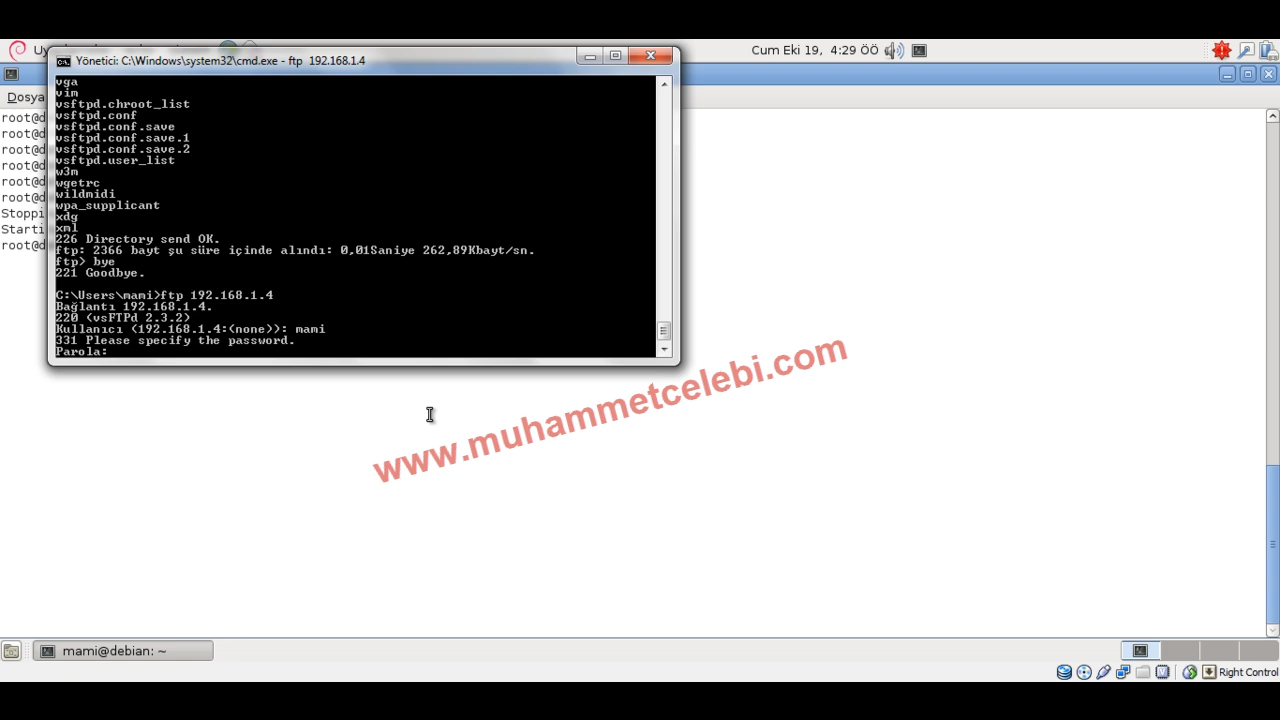 Uy
Cum Eki 19, 4:29 ÖÖ
Yönetici: C:\Windows\system32\cmd.exe - ftp 192.168.1.4
Dosya
root@d
root@d
root@d
root@d
root@d
root@d
Stoppi
Starti
root@d
vga
vim
vsftpd.chroot_list
vsftpd.conf
vsftpd.conf.save
vsftpd.conf.save.1
vsftpd.conf.save.2
vsftpd.user_list
w3m
wgetrc
wildmidi
wpa_supplicant
xdg
xml
226 Directory send OK.
ftp: 2366 bayt şu süre içinde alındı: 0,01Saniye 262,89Kbayt/sn.
ftp> bye
221 Goodbye.
C:\Users\mami>ftp 192.168.1.4
Bağlantı 192.168.1.4.
220 (vsFTPd 2.3.2)
Kullanıcı (192.168.1.4:(none)): mami
331 Please specify the password.
Parola:
www.muhammetcelebi.com
mami@debian: ~
Right Control